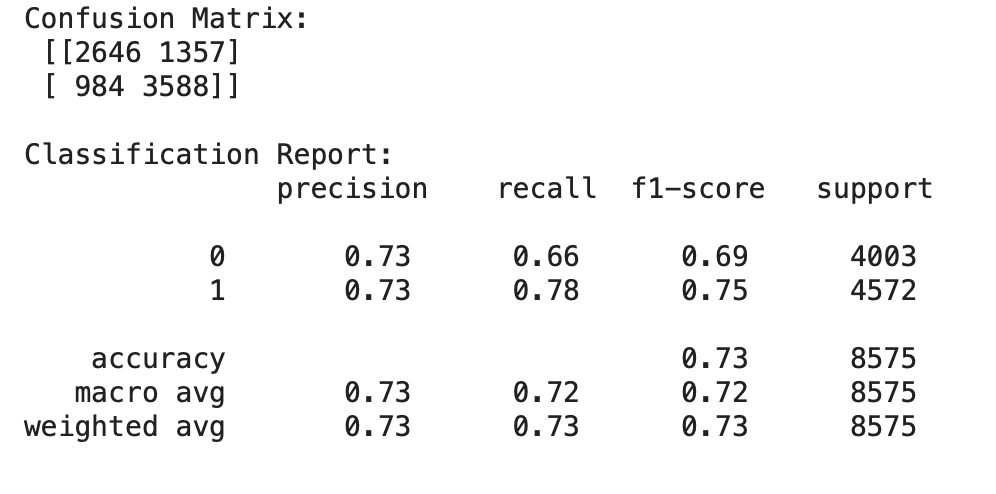 Confusion Matrix:
[[2646 1357]
[ 984 3588]]
Classification Report:
precision recall f1-score support
0 0.73 0.66 0.69 4003
1 0.73 0.78 0.75 4572
accuracy 0.73 8575
macro avg 0.73 0.72 0.72 8575
weighted avg 0.73 0.73 0.73 8575